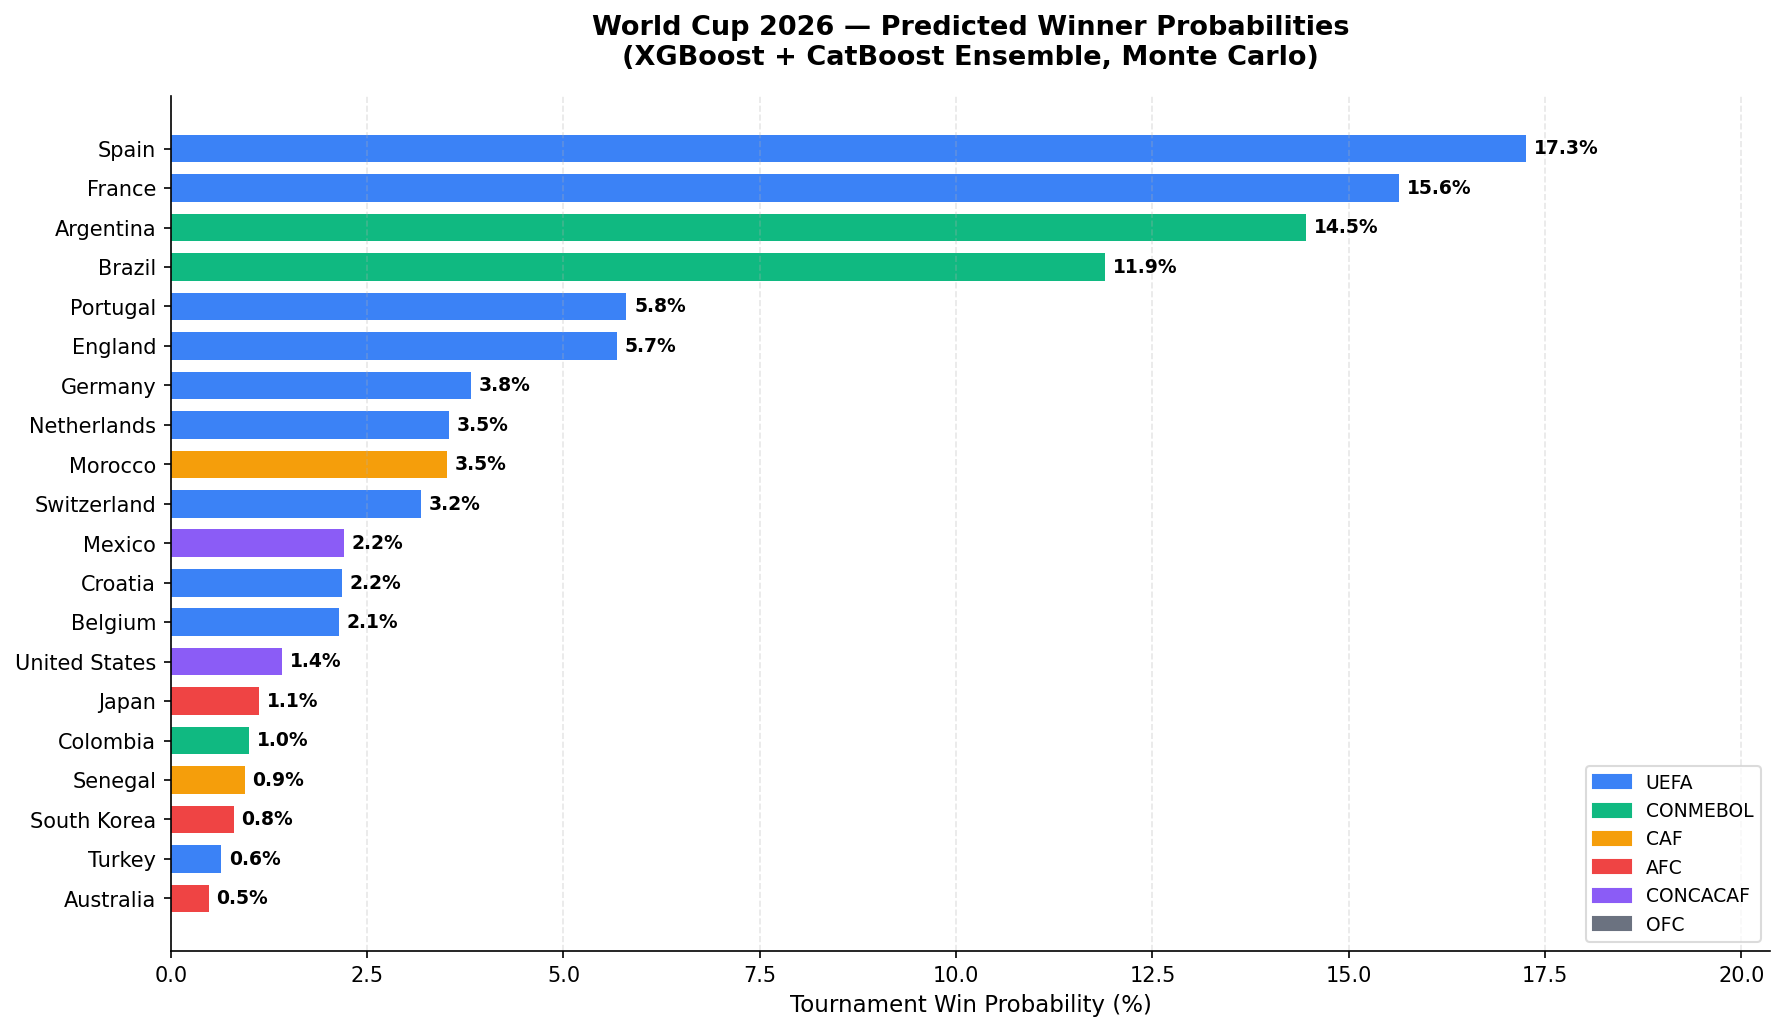 World Cup 2026 — Predicted Winner Probabilities
(XGBoost + CatBoost Ensemble, Monte Carlo)
Spain 17.3%
France 15.6%
Argentina 14.5%
Brazil 11.9%
Portugal 5.8%
England 5.7%
Germany 3.8%
Netherlands 3.5%
Morocco 3.5%
Switzerland 3.2%
Mexico 2.2%
Croatia 2.2%
Belgium 2.1%
United States 1.4%
Japan 1.1%
Colombia 1.0%
Senegal 0.9%
South Korea 0.8%
Turkey 0.6%
Australia 0.5%
UEFA
CONMEBOL
CAF
AFC
CONCACAF
OFC
0.0 2.5 5.0 7.5 10.0 12.5 15.0 17.5 20.0
Tournament Win Probability (%)